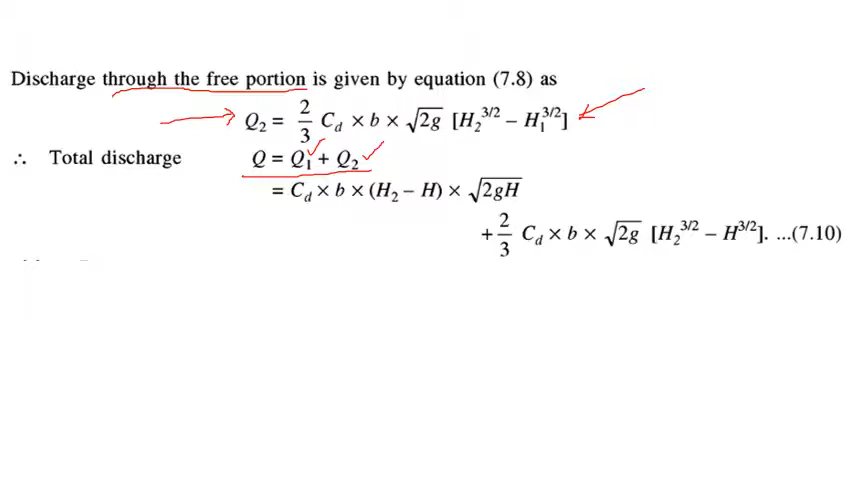 Discharge through the free portion is given by equation (7.8) as
Q₂ = 2/3 C_d × b × √2g [H₂^3/2 – H₁^3/2]
∴ Total discharge Q = Q₁ + Q₂
= C_d × b × (H₂ – H) × √2gH
+ 2/3 C_d × b × √2g [H₂^3/2 – H^3/2]. ...(7.10)